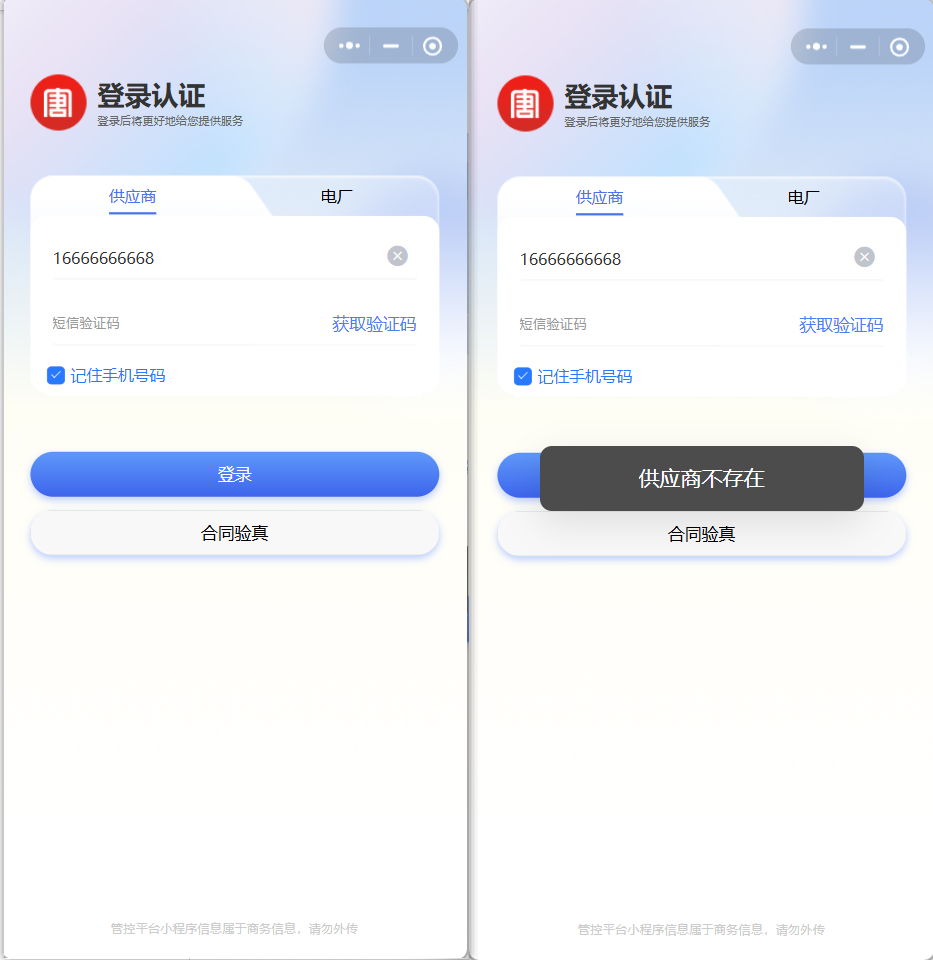 唐
登录认证
登录后将更好地给您提供服务
供应商
电厂
16666666668
短信验证码
获取验证码
记住手机号码
登录
合同验真
管控平台小程序信息属于商务信息，请勿外传
唐
登录认证
登录后将更好地给您提供服务
供应商
电厂
16666666668
短信验证码
获取验证码
记住手机号码
供应商不存在
合同验真
管控平台小程序信息属于商务信息，请勿外传